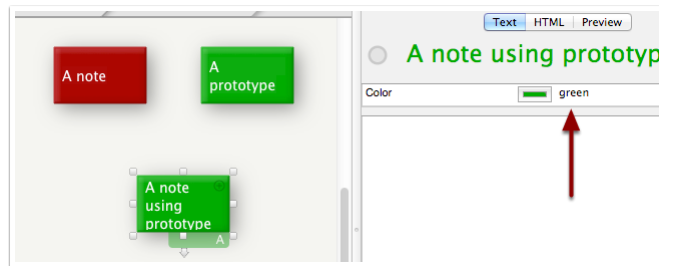 A note
A
prototype
A note
using
prototype
A
Text HTML Preview
A note using prototyp
Color green